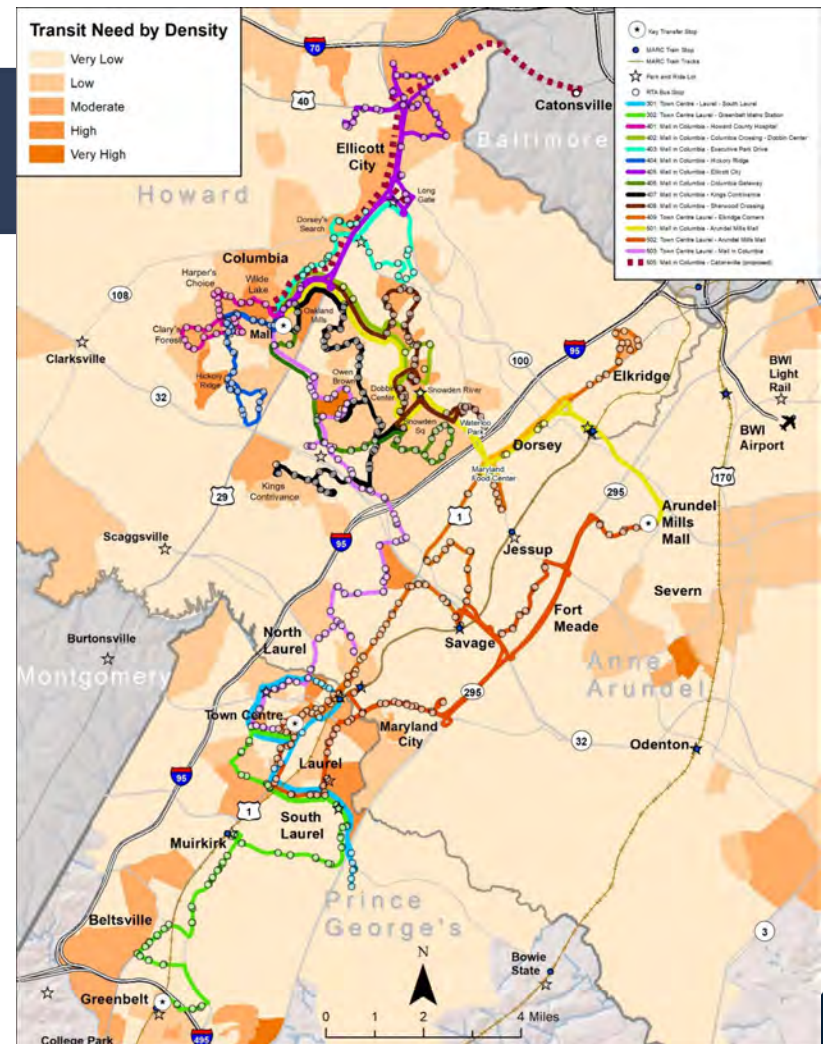 Transit Need by Density
Very Low
Low
Moderate
High
Very High
Key Transfer Stop
MARC Train Stop
MARC Train Tracks
Park and Ride Lot
RTA Bus Stop
301: Town Centre - Laurel - South Laurel
302: Town Centre Laurel - Greenbelt Metro Station
401: Mall in Columbia - Howard County Hospital
402: Mall in Columbia - Columbia Crossing - Dobbin Center
403: Mall in Columbia - Executive Park Drive
404: Mall in Columbia - Hickory Ridge
405: Mall in Columbia - Ellicott City
406: Mall in Columbia - Columbia Gateway
407: Mall in Columbia - Kings Contrivance
408: Mall in Columbia - Sherwood Crossing
409: Town Centre Laurel - Elkridge Corners
501: Mall in Columbia - Arundel Mills Mall
502: Town Centre Laurel - Arundel Mills Mall
503: Town Centre Laurel - Mall in Columbia
505: Mall in Columbia - Catonsville (proposed)
70
40
Catonsville
Baltimore
Ellicott
City
Howard
Long
Gate
Dorsey's
Search
Columbia
Harper's
Choice
Wilde
Lake
108
Oakland
Mills
Mall
Clary's
Forest
Clarksville
100
95
BWI
Light
Rail
Elkridge
Hickory
Ridge
Owen
Brown
32
Dobbin
Center
Snowden River
BWI
Airport
Snowden
Sq
Waterloo
Park
Dorsey
Maryland
Food Center
170
Kings
Contrivance
29
295
1
Arundel
Mills
Mall
Scaggsville
95
Jessup
Severn
Burtonsville
North
Laurel
Fort
Meade
Savage
Montgomery
Anne
Arundel
295
Town Centre
Maryland
City
32
Odenton
Laurel
95
1
South
Laurel
Muirkirk
Prince
George's
Beltsville
3
N
Bowie
State
Greenbelt
0 1 2 4 Miles
College Park
495